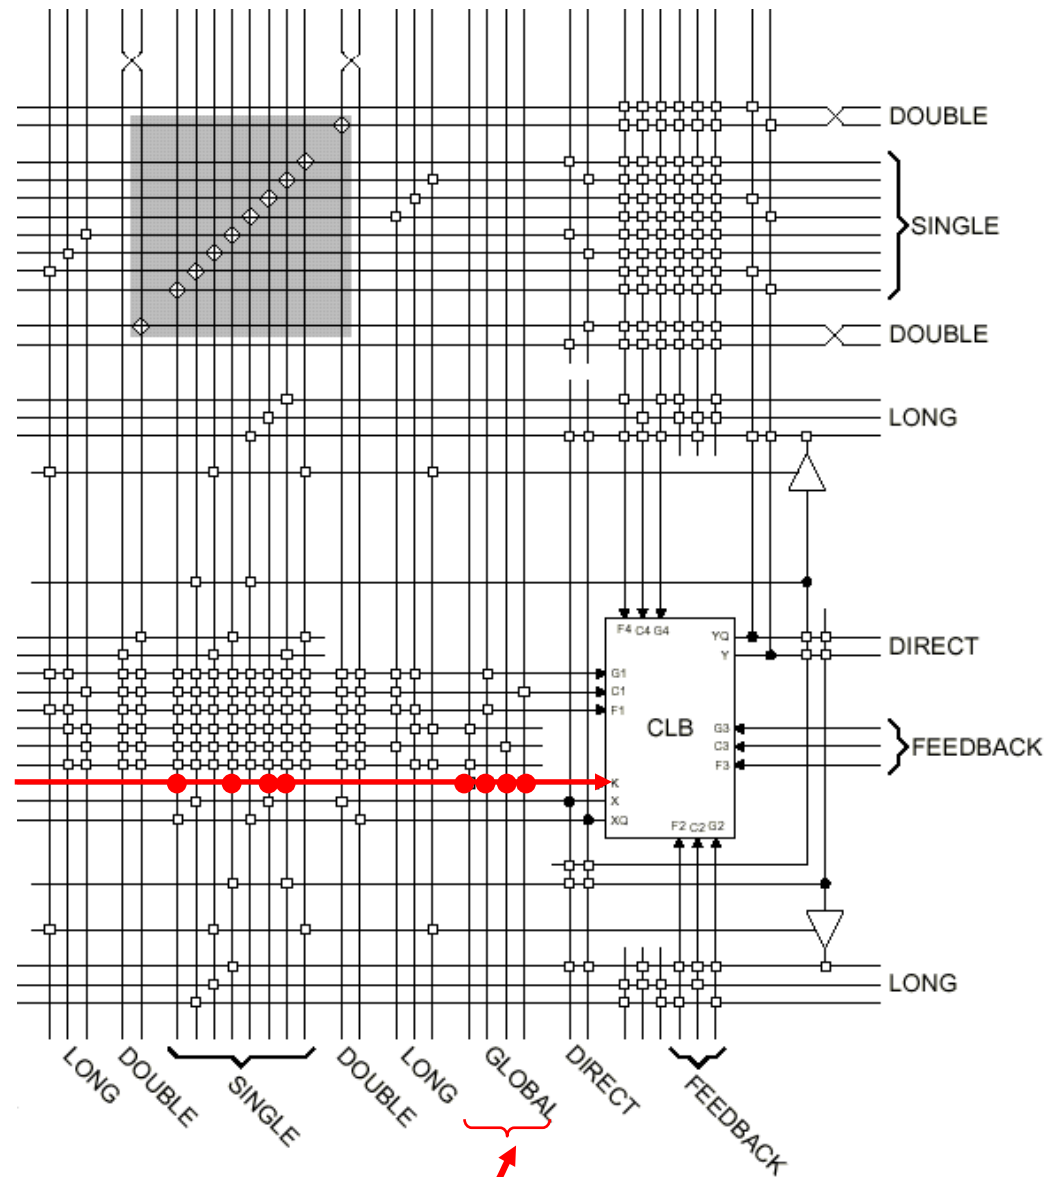 DOUBLE
SINGLE
DOUBLE
LONG
F4 C4 G4
YQ
Y
DIRECT
G1
C1
F1
CLB
G3
C3
F3
FEEDBACK
K
X
XQ
F2 C2 G2
LONG
LONG
DOUBLE
SINGLE
DOUBLE
LONG
GLOBAL
DIRECT
FEEDBACK